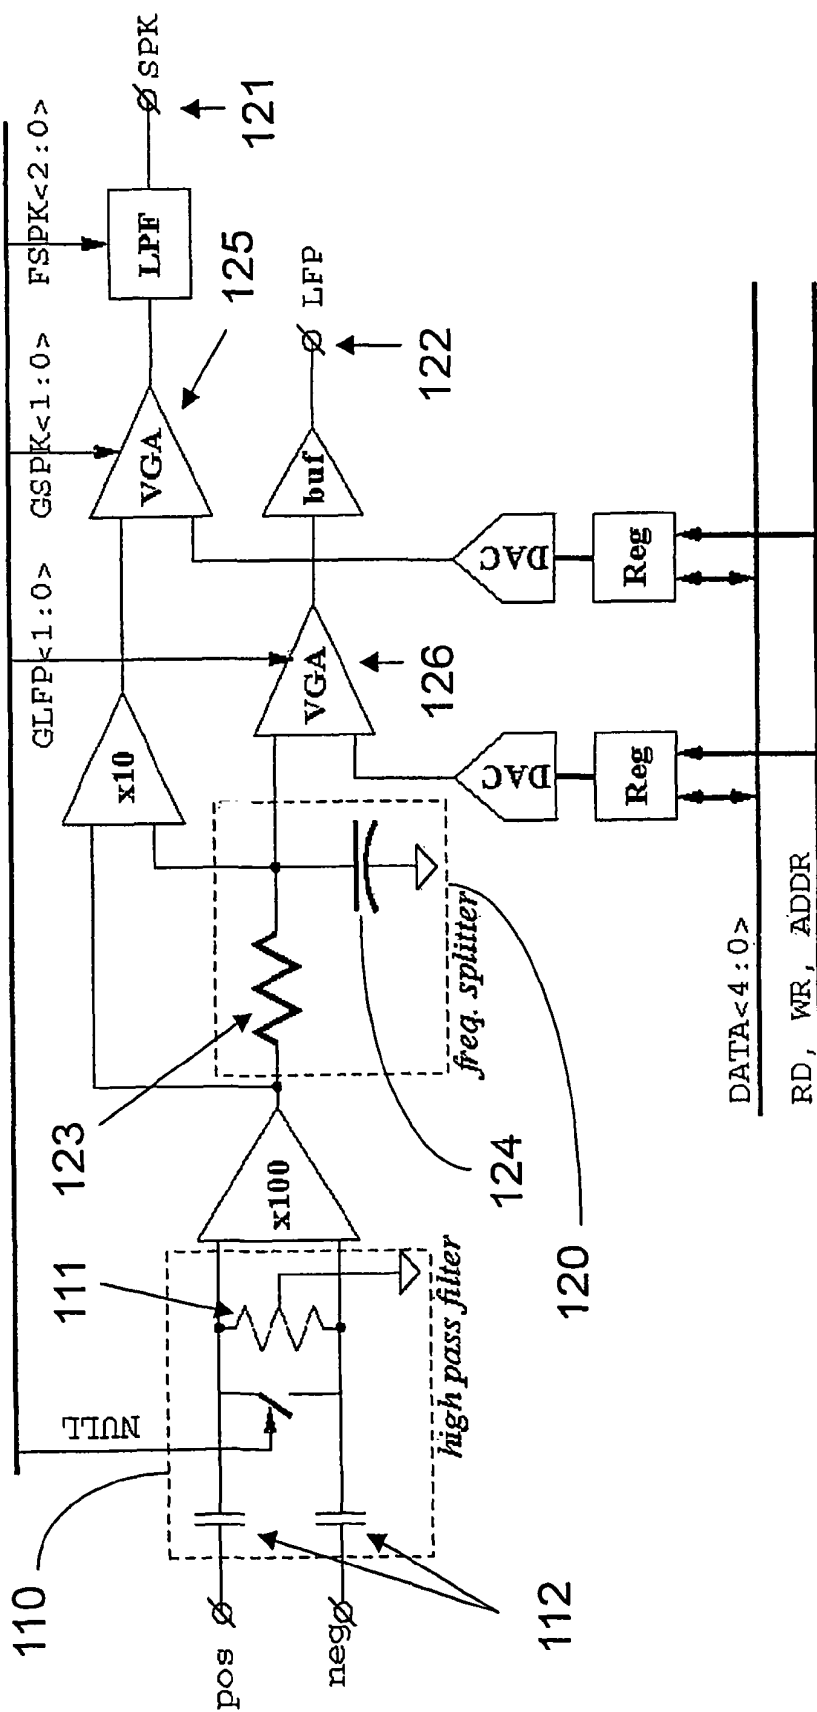 110
NULL
GLFP<1:0>
GSPK<1:0>
FSPK<2:0>
pos
neg
112
111
high pass filter
x100
123
124
120
freq. splitter
x10
VGA
125
LPF
SPK
121
VGA
126
buf
LFP
122
DAC
Reg
DAC
Reg
DATA<4:0>
RD, WR, ADDR